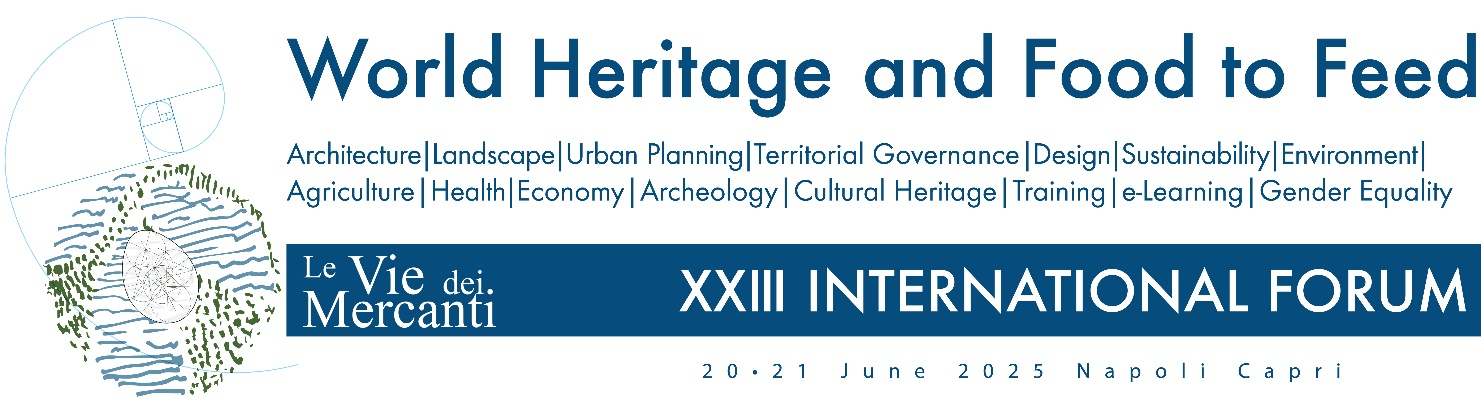 World Heritage and Food to Feed
Architecture|Landscape|Urban Planning|Territorial Governance|Design|Sustainability|Environment|
Agriculture|Health|Economy|Archeology|Cultural Heritage|Training|e-Learning|Gender Equality
Le Vie dei
Mercanti
XXIII INTERNATIONAL FORUM
20•21 June 2025 Napoli Capri